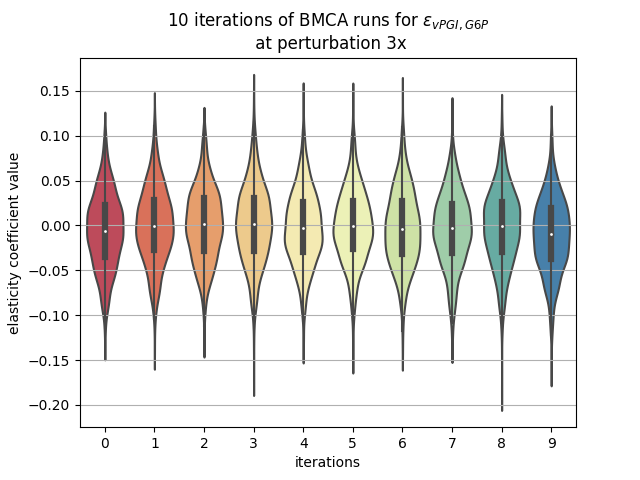 10 iterations of BMCA runs for ε_{vPGI, G6P}
at perturbation 3x
elasticity coefficient value
0.15
0.10
0.05
0.00
−0.05
−0.10
−0.15
−0.20
0 1 2 3 4 5 6 7 8 9
iterations